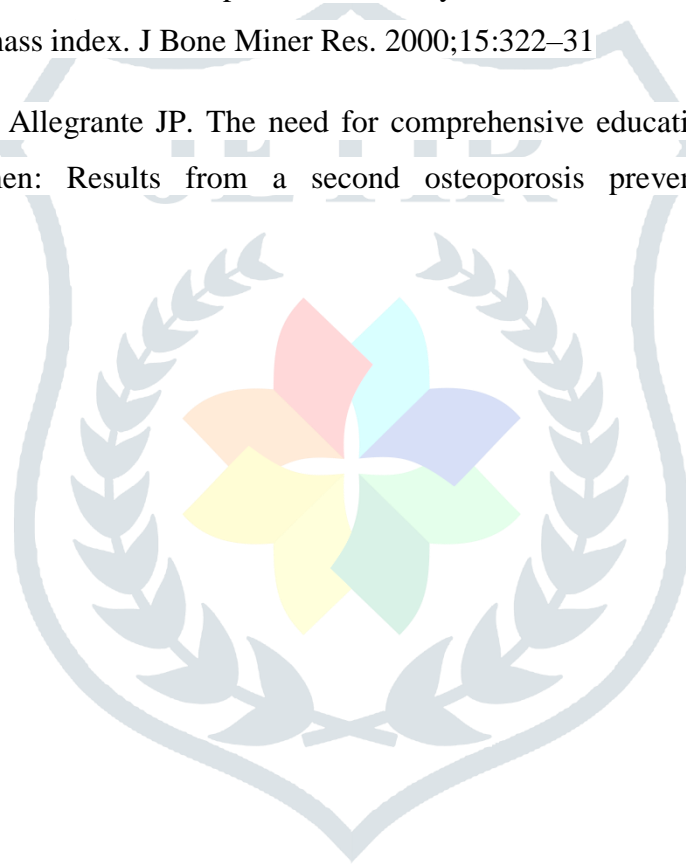 mass index. J Bone Miner Res. 2000;15:322–31
Allegrante JP. The need for comprehensive educati
men: Results from a second osteoporosis preven